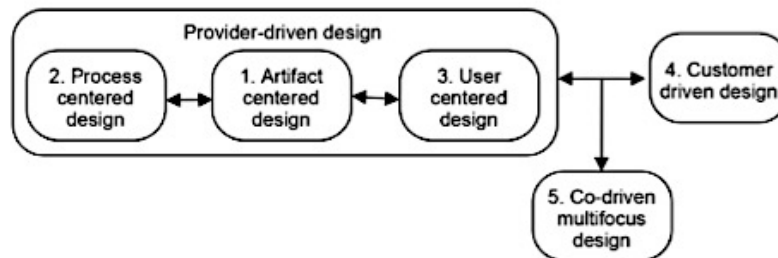 Provider-driven design
2. Process
centered
design
1. Artifact
centered
design
3. User
centered
design
4. Customer
driven design
5. Co-driven
multifocus
design